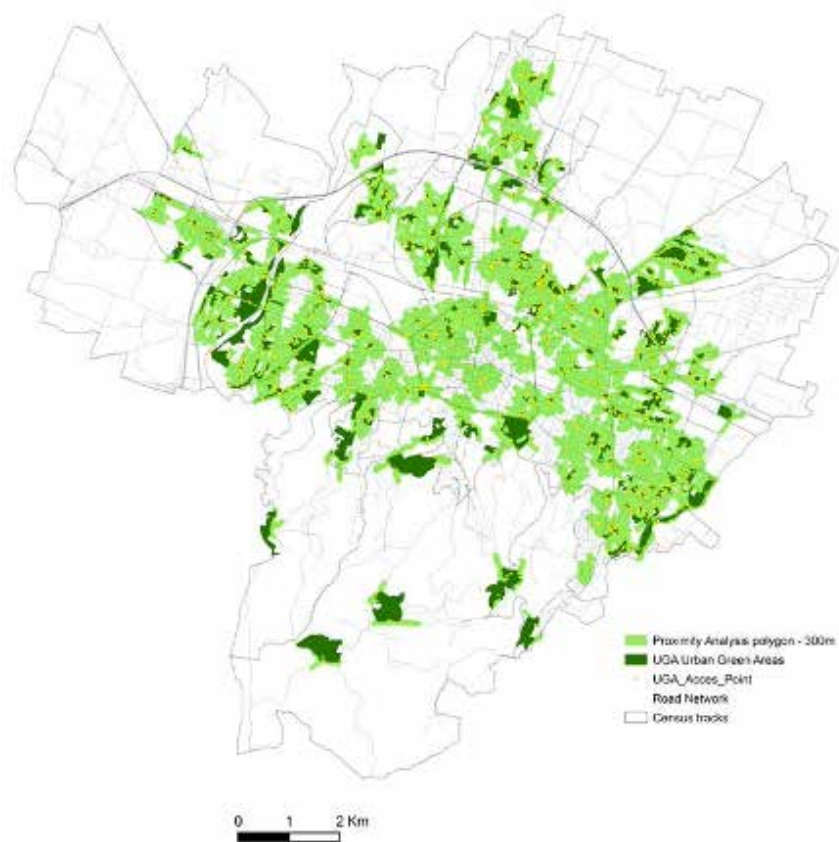 Proximity Analysis polygon - 300m
UGA Urban Green Areas
UGA_Acces_Point
Road Network
Census tracks
0 1 2 Km